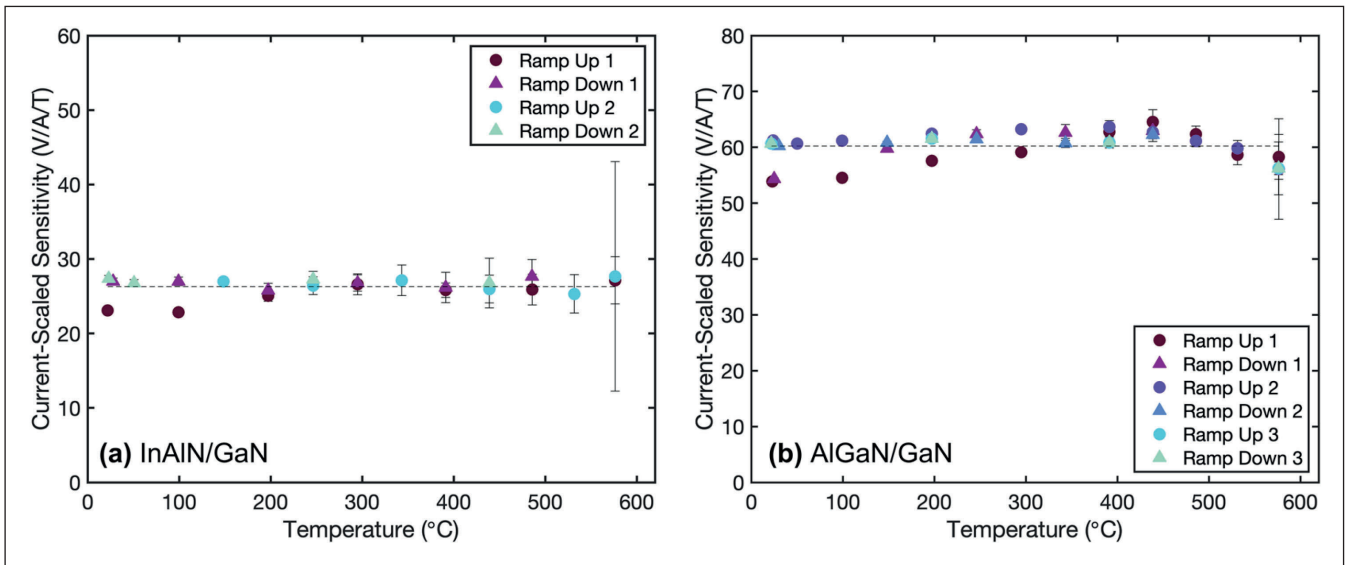 60
50
40
30
20
10
0
0 100 200 300 400 500 600
Current-Scaled Sensitivity (V/A/T)
Temperature (°C)
Ramp Up 1
Ramp Down 1
Ramp Up 2
Ramp Down 2
(a) InAlN/GaN
80
70
60
50
40
30
20
10
0
0 100 200 300 400 500 600
Current-Scaled Sensitivity (V/A/T)
Temperature (°C)
Ramp Up 1
Ramp Down 1
Ramp Up 2
Ramp Down 2
Ramp Up 3
Ramp Down 3
(b) AlGaN/GaN